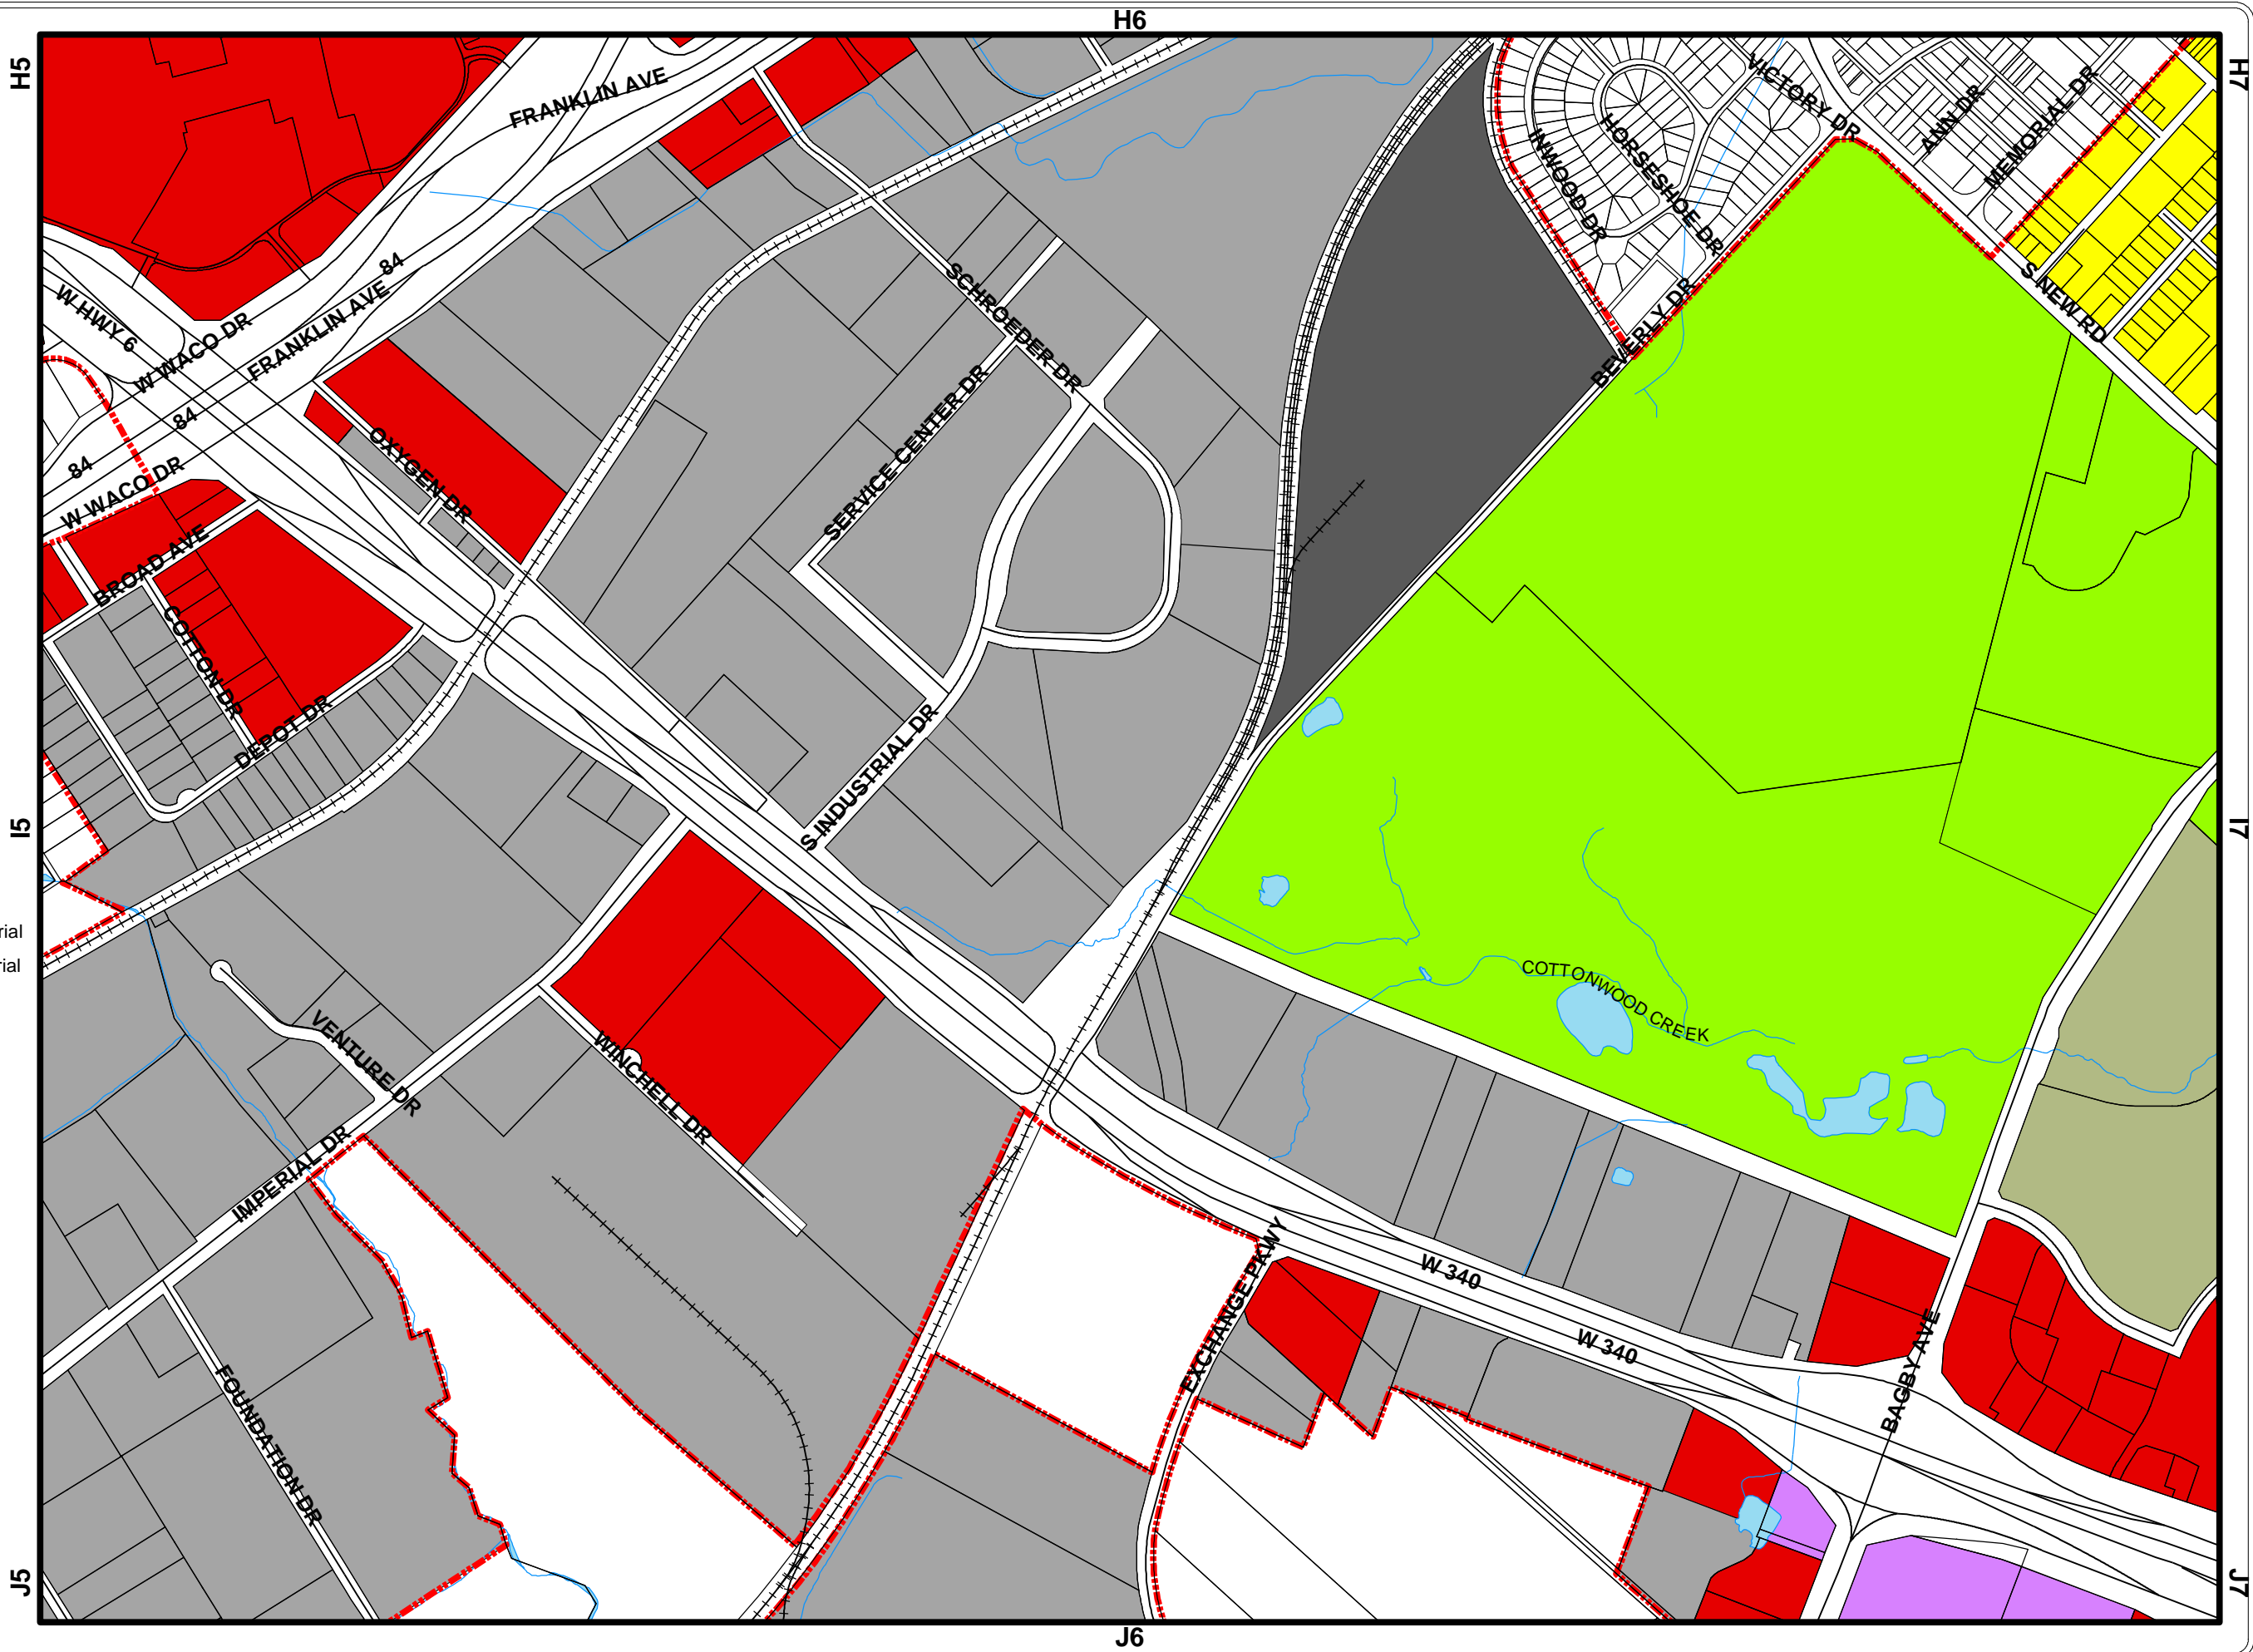 H6
H5
H7
FRANKLIN AVE
VICTORY DR
ANN DR
MEMORIAL DR
INWOOD DR
HORSESHOE DR
S NEW RD
BEVERLY DR
W HWY 6
W WACO DR
FRANKLIN AVE
84
84
84
W WACO DR
SCHROEDER DR
SERVICE CENTER DR
OXYGEN DR
BROAD AVE
COTTON DR
DEPOT DR
S INDUSTRIAL DR
I5
I7
rial
rial
COTTONWOOD CREEK
VENTURE DR
WINCHELL DR
IMPERIAL DR
EXCHANGE PKWY
W 340
W 340
BAGBY AVE
FOUNDATION DR
J5
J7
J6